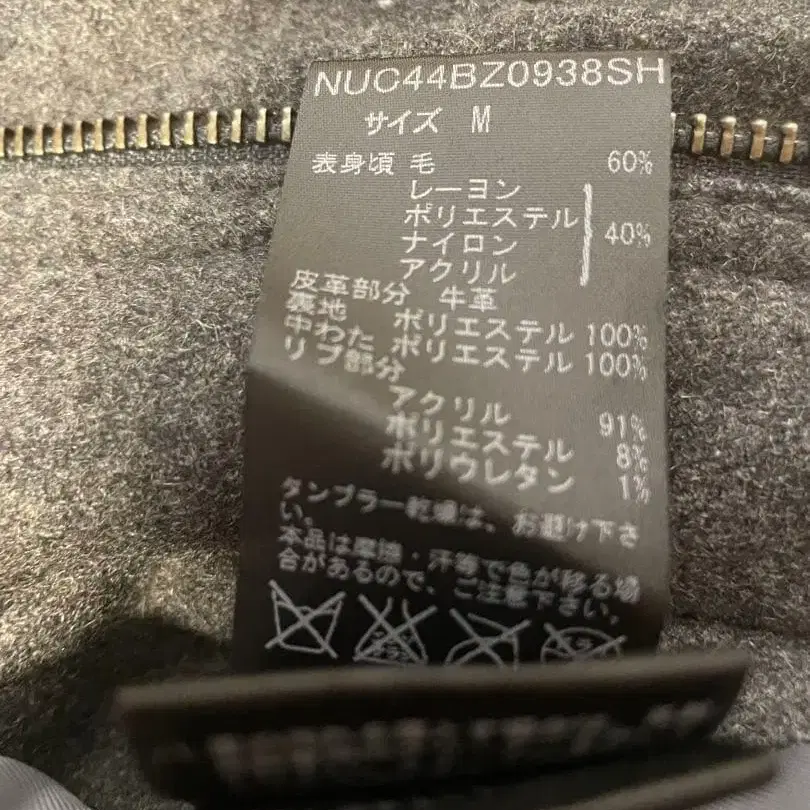 NUC44BZ0938SH
サイズ M
表身頃 毛 60%
レーヨン
ポリエステル
ナイロン
アクリル
40%
皮革部分 牛革
裏地 ポリエステル 100%
中わた ポリエステル 100%
リブ部分
アクリル 91%
ポリエステル 8%
ポリウレタン 1%
タンブラー乾燥は、お避け下さ
い。
本品は摩擦・汗等で色が移る場
合があるので、ご注意下さい。